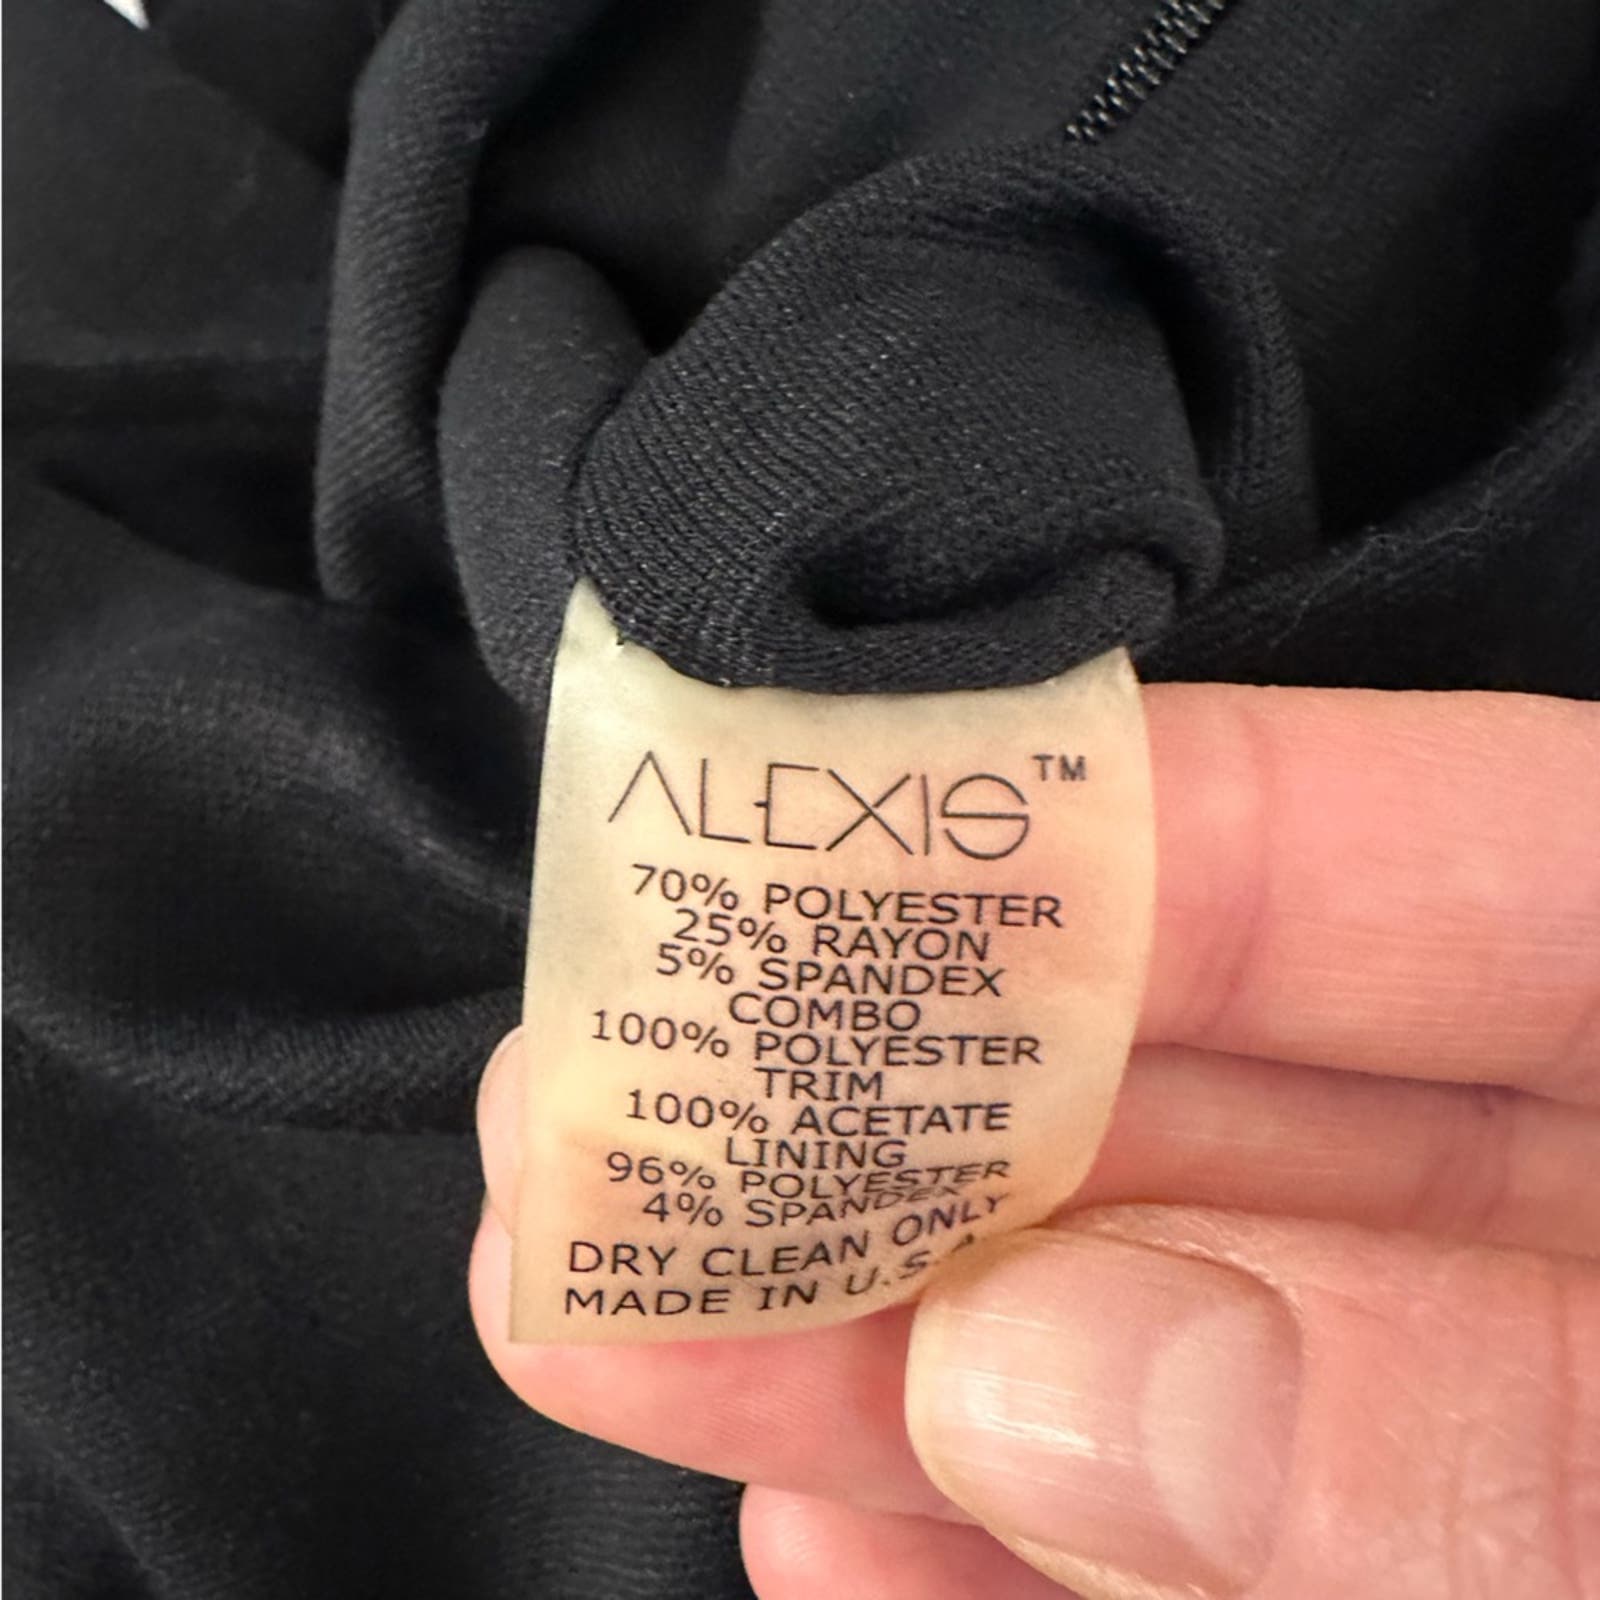 ALEXIS™
70% POLYESTER
25% RAYON
5% SPANDEX
COMBO
100% POLYESTER
TRIM
100% ACETATE
LINING
96% POLYESTER
4% SPANDEX
DRY CLEAN ONLY
MADE IN U.S.A